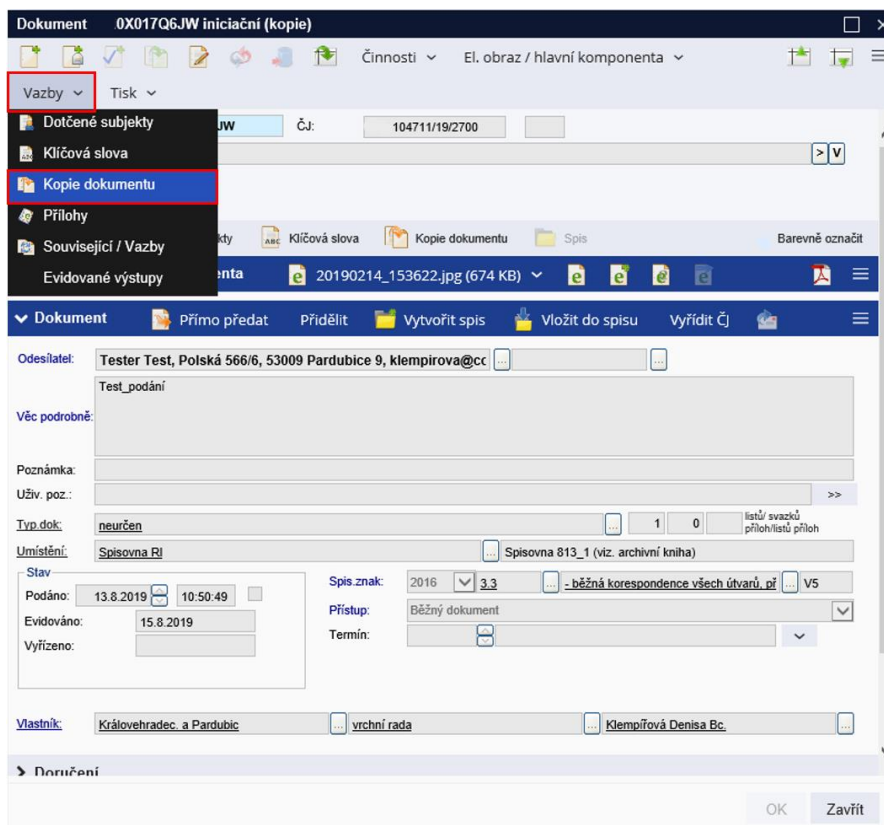 Dokument 0X017Q6JW iniciační (kopie)
Činnosti El. obraz / hlavní komponenta
Vazby Tisk
Dotčené subjekty JW ČJ: 104711/19/2700
Klíčová slova > V
Kopie dokumentu
Přílohy
kty Klíčová slova Kopie dokumentu Spis Barevně označit
Související / Vazby
Evidované výstupy nta 20190214_153622.jpg (674 KB)
Dokument Přímo předat Přidělit Vytvořit spis Vložit do spisu Vyřídit ČJ
Odesílatel: Tester Test, Polská 566/6, 53009 Pardubice 9, klempirova@cc ... ...
Test_podání
Věc podrobně:
Poznámka:
Uživ. poz.: >>
Typ.dok: neurčen ... 1 0 listů/ svazků
příloh/listů příloh
Umístění: Spisovna RI ... Spisovna 813_1 (viz. archivní kniha)
Stav
Podáno: 13.8.2019 10:50:49
Evidováno: 15.8.2019
Vyřízeno:
Spis.znak: 2016 3.3 ... - běžná korespondence všech útvarů, př ... V5
Přístup: Běžný dokument
Termín:
Vlastník: Královehradec. a Pardubic ... vrchní rada ... Klempířová Denisa Bc. ...
Doručení
OK Zavřít